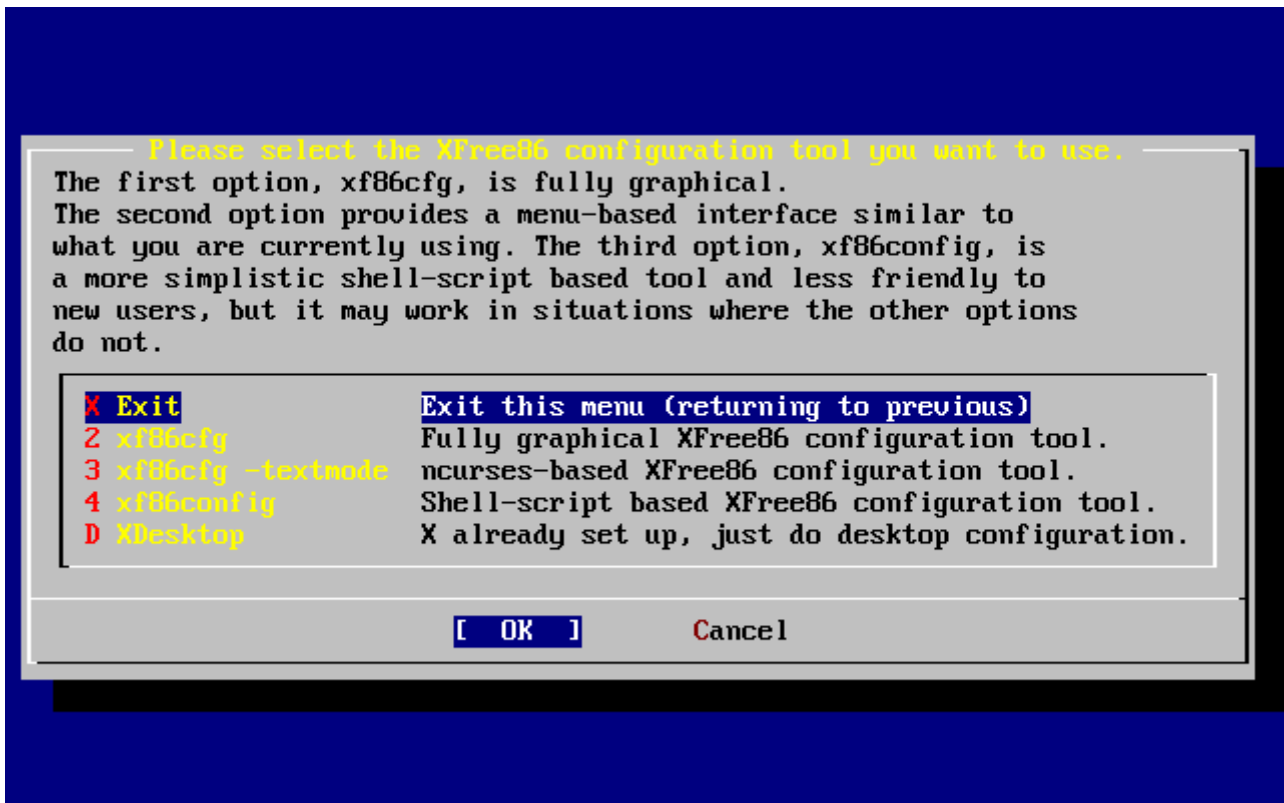 Please select the XFree86 configuration tool you want to use.
The first option, xf86cfg, is fully graphical.
The second option provides a menu-based interface similar to
what you are currently using. The third option, xf86config, is
a more simplistic shell-script based tool and less friendly to
new users, but it may work in situations where the other options
do not.
X Exit Exit this menu (returning to previous)
2 xf86cfg Fully graphical XFree86 configuration tool.
3 xf86cfg -textmode ncurses-based XFree86 configuration tool.
4 xf86config Shell-script based XFree86 configuration tool.
D XDesktop X already set up, just do desktop configuration.
[ OK ] Cancel